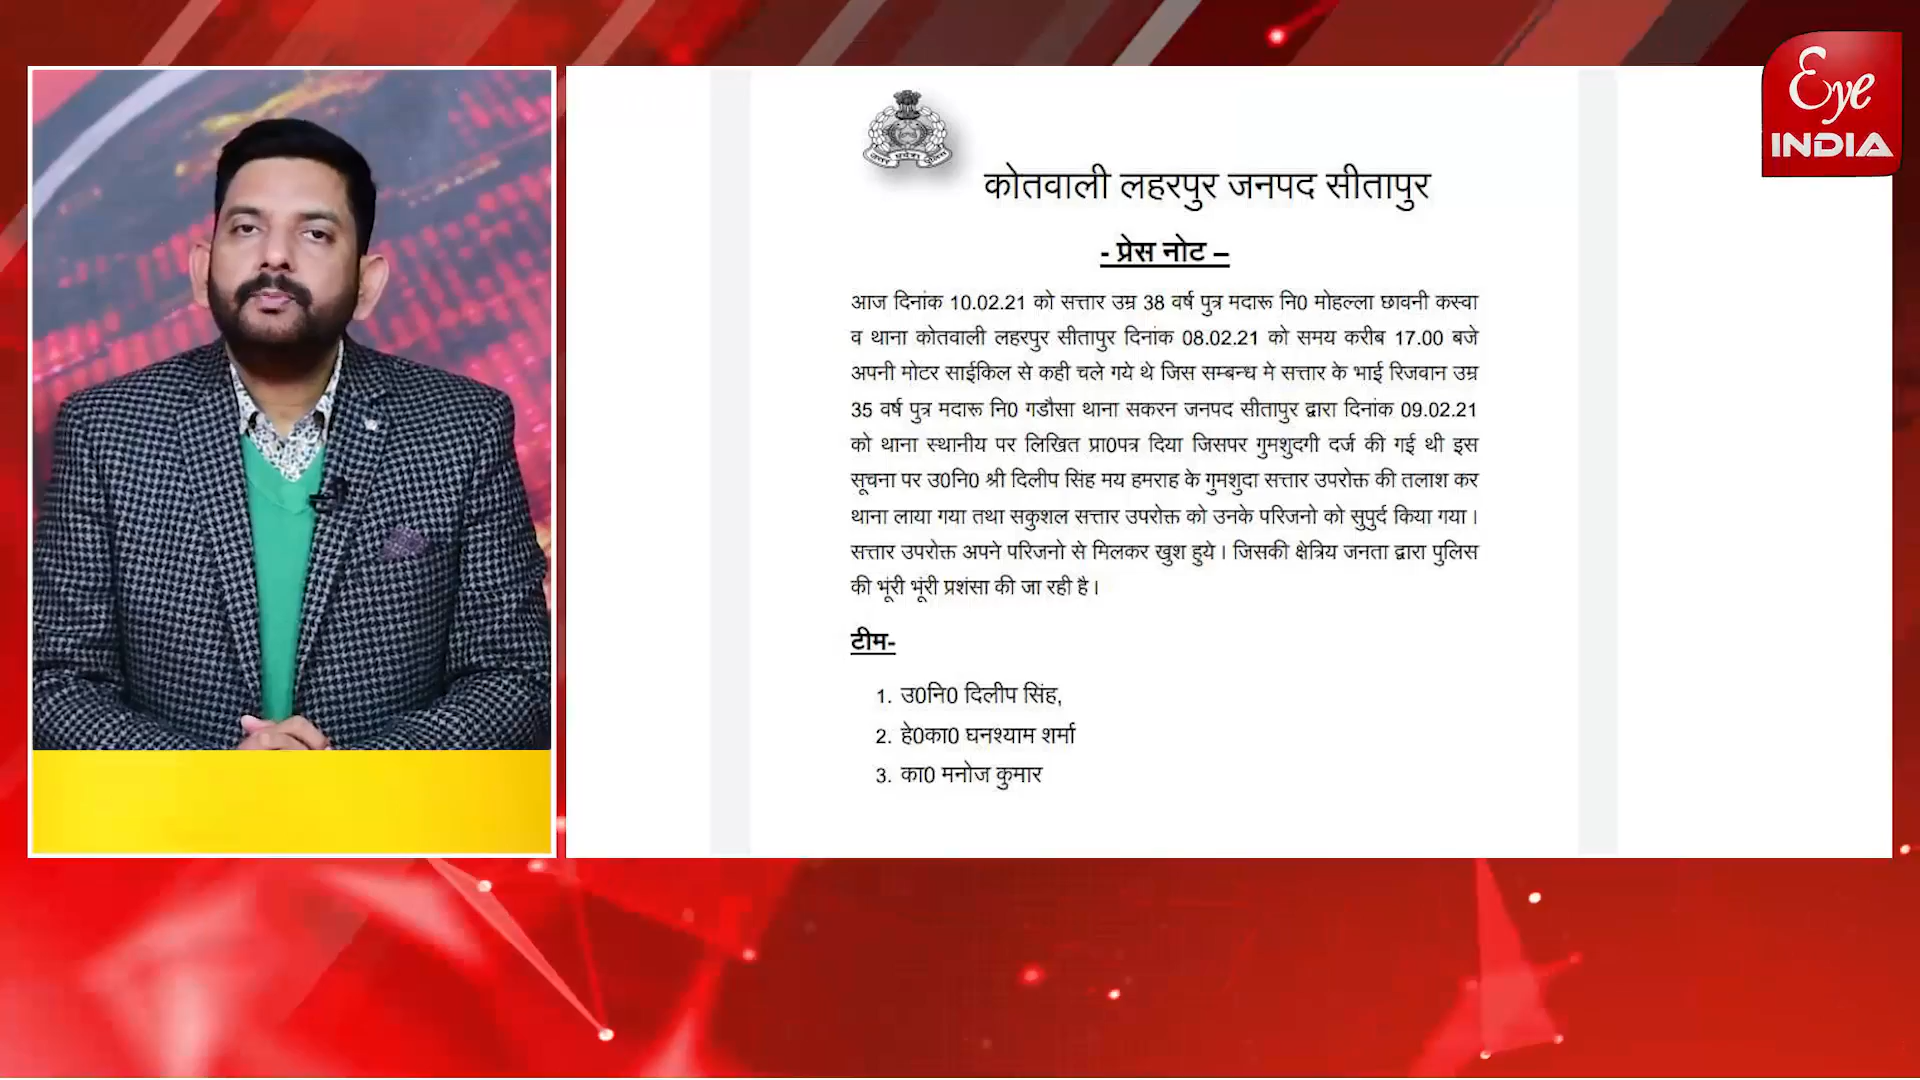 Eye
INDIA
उत्तर प्रदेश पुलिस
कोतवाली लहरपुर जनपद सीतापुर
- प्रेस नोट –
आज दिनांक 10.02.21 को सत्तार उम्र 38 वर्ष पुत्र मदारू नि0 मोहल्ला छावनी कस्वा
व थाना कोतवाली लहरपुर सीतापुर दिनांक 08.02.21 को समय करीब 17.00 बजे
अपनी मोटर साईकिल से कही चले गये थे जिस सम्बन्ध मे सत्तार के भाई रिजवान उम्र
35 वर्ष पुत्र मदारू नि0 गडौसा थाना सकरन जनपद सीतापुर द्वारा दिनांक 09.02.21
को थाना स्थानीय पर लिखित प्रा0पत्र दिया जिसपर गुमशुदगी दर्ज की गई थी इस
सूचना पर उ0नि0 श्री दिलीप सिंह मय हमराह के गुमशुदा सत्तार उपरोक्त की तलाश कर
थाना लाया गया तथा सकुशल सत्तार उपरोक्त को उनके परिजनो को सुपुर्द किया गया ।
सत्तार उपरोक्त अपने परिजनो से मिलकर खुश हुये । जिसकी क्षेत्रिय जनता द्वारा पुलिस
की भूंरी भूंरी प्रशंसा की जा रही है ।
टीम-
1. उ0नि0 दिलीप सिंह,
2. हे0का0 घनश्याम शर्मा
3. का0 मनोज कुमार